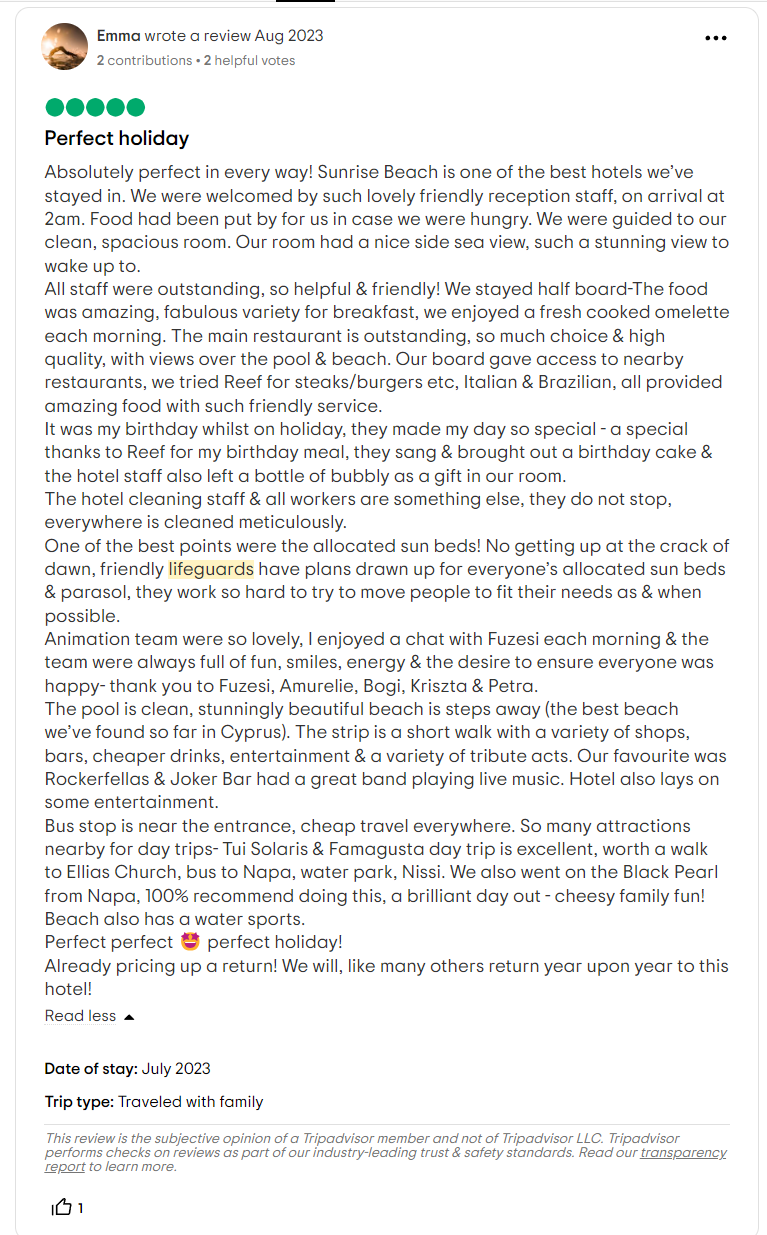 Emma wrote a review Aug 2023
2 contributions • 2 helpful votes
Perfect holiday
Absolutely perfect in every way! Sunrise Beach is one of the best hotels we've
stayed in. We were welcomed by such lovely friendly reception staff, on arrival at
2am. Food had been put by for us in case we were hungry. We were guided to our
clean, spacious room. Our room had a nice side sea view, such a stunning view to
wake up to.
All staff were outstanding, so helpful & friendly! We stayed half board-The food
was amazing, fabulous variety for breakfast, we enjoyed a fresh cooked omelette
each morning. The main restaurant is outstanding, so much choice & high
quality, with views over the pool & beach. Our board gave access to nearby
restaurants, we tried Reef for steaks/burgers etc, Italian & Brazilian, all provided
amazing food with such friendly service.
It was my birthday whilst on holiday, they made my day so special - a special
thanks to Reef for my birthday meal, they sang & brought out a birthday cake &
the hotel staff also left a bottle of bubbly as a gift in our room.
The hotel cleaning staff & all workers are something else, they do not stop,
everywhere is cleaned meticulously.
One of the best points were the allocated sun beds! No getting up at the crack of
dawn, friendly lifeguards have plans drawn up for everyone's allocated sun beds
& parasol, they work so hard to try to move people to fit their needs as & when
possible.
Animation team were so lovely, I enjoyed a chat with Fuzesi each morning & the
team were always full of fun, smiles, energy & the desire to ensure everyone was
happy- thank you to Fuzesi, Amurelie, Bogi, Kriszta & Petra.
The pool is clean, stunningly beautiful beach is steps away (the best beach
we've found so far in Cyprus). The strip is a short walk with a variety of shops,
bars, cheaper drinks, entertainment & a variety of tribute acts. Our favourite was
Rockerfellas & Joker Bar had a great band playing live music. Hotel also lays on
some entertainment.
Bus stop is near the entrance, cheap travel everywhere. So many attractions
nearby for day trips- Tui Solaris & Famagusta day trip is excellent, worth a walk
to Ellias Church, bus to Napa, water park, Nissi. We also went on the Black Pearl
from Napa, 100% recommend doing this, a brilliant day out - cheesy family fun!
Beach also has a water sports.
Perfect perfect 🤩 perfect holiday!
Already pricing up a return! We will, like many others return year upon year to this
hotel!
Read less
Date of stay: July 2023
Trip type: Traveled with family
This review is the subjective opinion of a Tripadvisor member and not of Tripadvisor LLC. Tripadvisor
performs checks on reviews as part of our industry-leading trust & safety standards. Read our transparency
report to learn more.
1